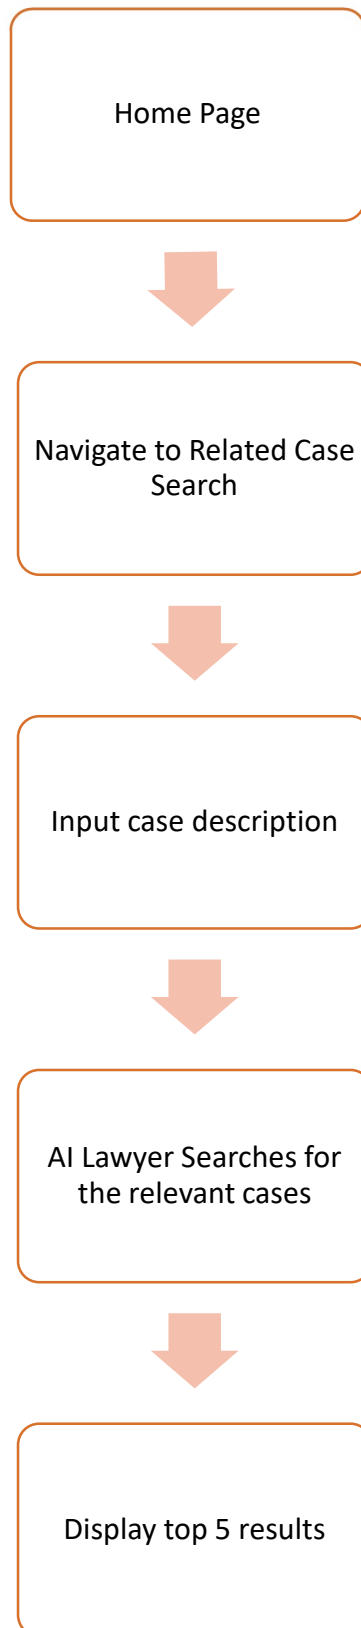 Home Page
Navigate to Related Case
Search
Input case description
AI Lawyer Searches for
the relevant cases
Display top 5 results